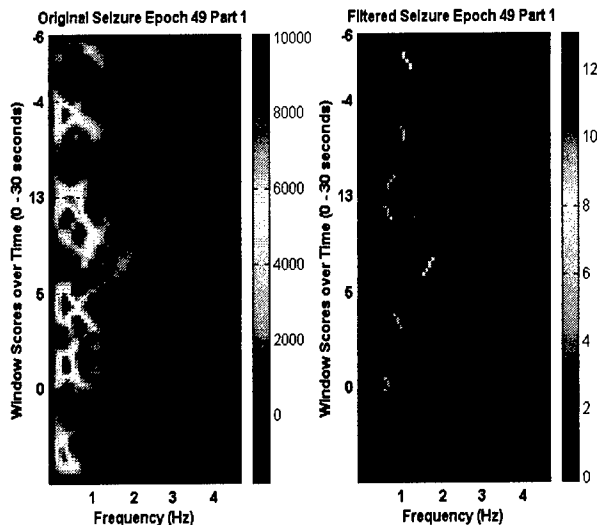 Original Seizure Epoch 49 Part 1
Filtered Seizure Epoch 49 Part 1
Window Scores over Time (0 - 30 seconds)
-6
-4
13
5
0
1 2 3 4
Frequency (Hz)
10000
8000
6000
4000
2000
0
Window Scores over Time (0 - 30 seconds)
-6
-4
13
5
0
1 2 3 4
Frequency (Hz)
12
10
8
6
4
2
0